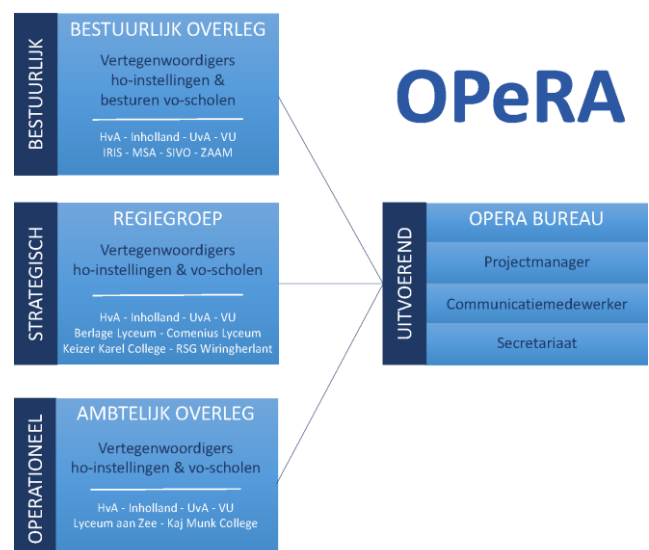 BESTUURLIJK
BESTUURLIJK OVERLEG
Vertegenwoordigers
ho-instellingen &
besturen vo-scholen
HvA - Inholland - UvA - VU
IRIS - MSA - SIVO - ZAAM
OPeRA
STRATEGISCH
REGIEGROEP
Vertegenwoordigers
ho-instellingen & vo-scholen
HvA - Inholland - UvA - VU
Berlage Lyceum - Comenius Lyceum
Keizer Karel College - RSG Wiringherlant
UITVOEREND
OPERA BUREAU
Projectmanager
Communicatiemedewerker
Secretariaat
OPERATIONEEL
AMBTELIJK OVERLEG
Vertegenwoordigers
ho-instellingen & vo-scholen
HvA - Inholland - UvA - VU
Lyceum aan Zee - Kaj Munk College